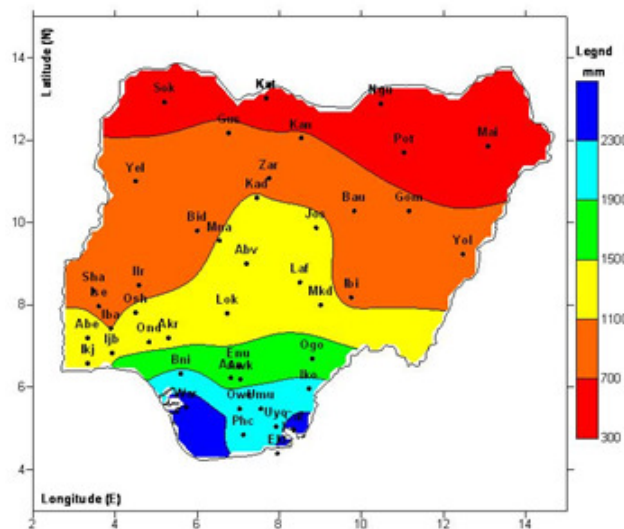 Latitude (N)
Legnd
mm
14
Sok
Kat
Ngu
2300
12
Gus
Kan
Pot
Mai
1900
Yel
Zar
Kad
Bau
Gom
10
Bid
Mna
Jos
1500
Abv
Yol
Sha
Ilr
Laf
Ibi
Ise
8
Osh
Lok
Mkd
1100
Iba
Abe
Ond
Akr
Ikj
Ijb
Enu
Ogo
Bni
Awk
700
6
Iko
War
Owe
Umu
Uyo
Phc
300
4
Longitude (E)
2
4
6
8
10
12
14